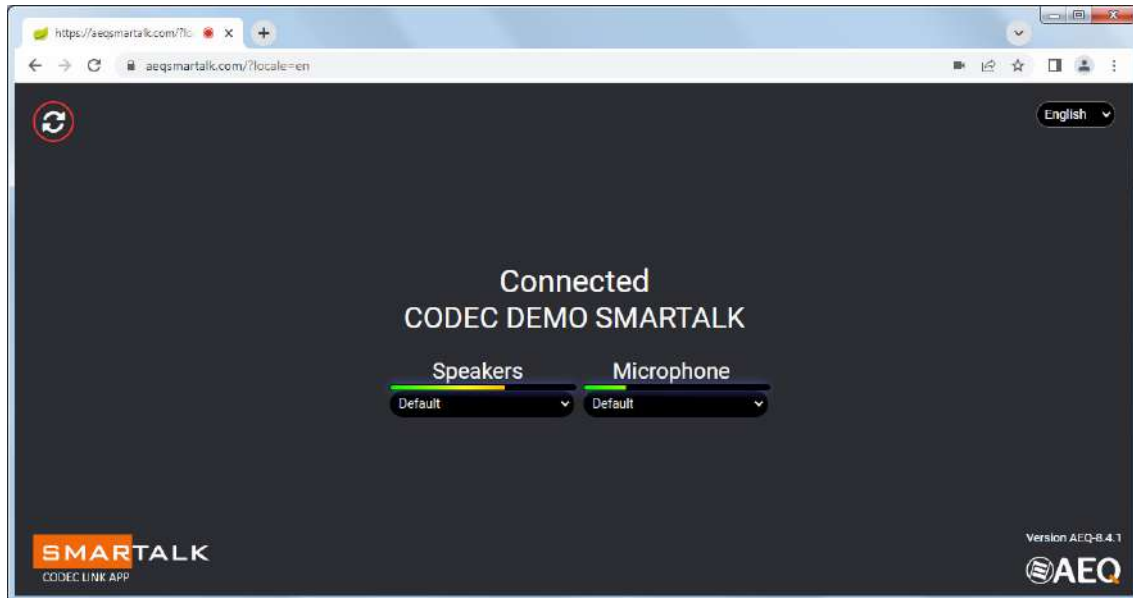 https://aeqsmartalk.com/?lo
aeqsmartalk.com/?locale=en
English
Connected
CODEC DEMO SMARTALK
Speakers Microphone
Default Default
SMARTALK
CODEC LINK APP
Version AEQ-8.4.1
AEQ